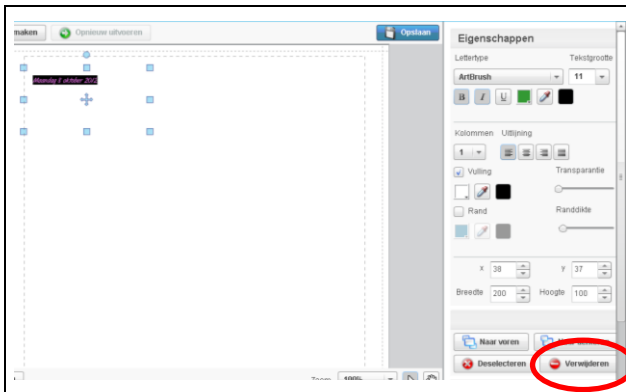 maken Opnieuw uitvoeren Opslaan
Maandag 8 oktober 2012
Eigenschappen
Lettertype Tekstgrootte
ArtBrush 11
B I U
Kolommen Uitlijning
1
Vulling Transparantie
Rand Randdikte
x 38 y 37
Breedte 200 Hoogte 100
Naar voren
Deselecteren Verwijderen
Zoom 100%